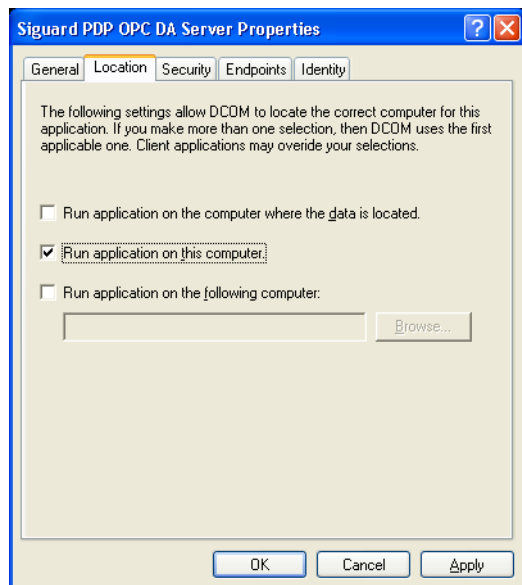 Siguard PDP OPC DA Server Properties
General Location Security Endpoints Identity
The following settings allow DCOM to locate the correct computer for this
application. If you make more than one selection, then DCOM uses the first
applicable one. Client applications may overide your selections.
Run application on the computer where the data is located.
Run application on this computer.
Run application on the following computer:
Browse...
OK Cancel Apply